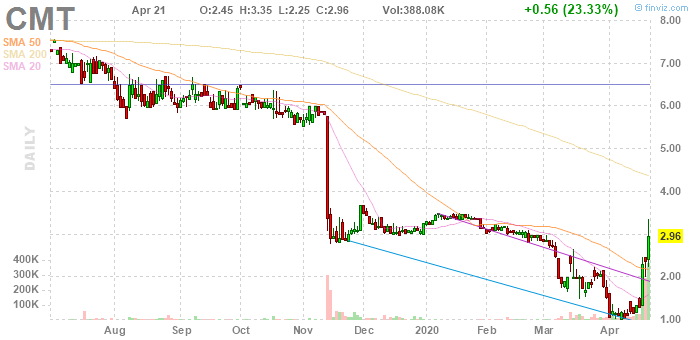 CMT
Apr 21 O:2.45 H:3.35 L:2.25 C:2.96 Vol:388.08K +0.56 (23.33%)
© finviz.com
SMA 50
SMA 200
SMA 20
DAILY
8.00
7.00
6.00
5.00
4.00
2.96
2.00
1.00
400K
300K
200K
100K
Aug Sep Oct Nov Dec 2020 Feb Mar Apr